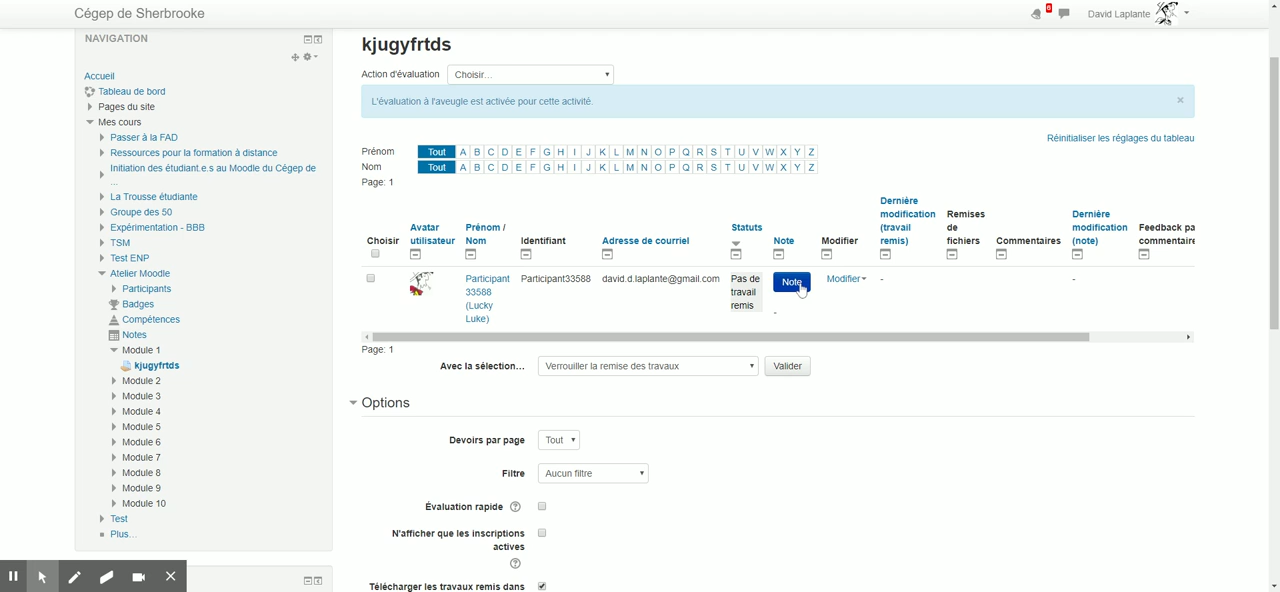 Cégep de Sherbrooke
6
David Laplante
NAVIGATION
Accueil
Tableau de bord
Pages du site
Mes cours
Passer à la FAD
Ressources pour la formation à distance
Initiation des étudiant.e.s au Moodle du Cégep de
...
La Trousse étudiante
Groupe des 50
Expérimentation - BBB
TSM
Test ENP
Atelier Moodle
Participants
Badges
Compétences
Notes
Module 1
kjugyfrtds
Module 2
Module 3
Module 4
Module 5
Module 6
Module 7
Module 8
Module 9
Module 10
Test
Plus...
kjugyfrtds
Action d'évaluation Choisir...
L'évaluation à l'aveugle est activée pour cette activité. ×
Réinitialiser les réglages du tableau
Prénom Tout A B C D E F G H I J K L M N O P Q R S T U V W X Y Z
Nom Tout A B C D E F G H I J K L M N O P Q R S T U V W X Y Z
Page: 1
Choisir
Avatar
utilisateur
Prénom /
Nom
Identifiant
Adresse de courriel
Statuts
Note
Modifier
Dernière
modification
(travail
remis)
Remises
de
fichiers
Commentaires
Dernière
modification
(note)
Feedback pa
commentaire
Participant
33588
(Lucky
Luke)
Participant33588
david.d.laplante@gmail.com
Pas de
travail
remis
Note
-
Modifier
-
-
Page: 1
Avec la sélection... Verrouiller la remise des travaux Valider
Options
Devoirs par page Tout
Filtre Aucun filtre
Évaluation rapide ?
N'afficher que les inscriptions
actives
?
Télécharger les travaux remis dans